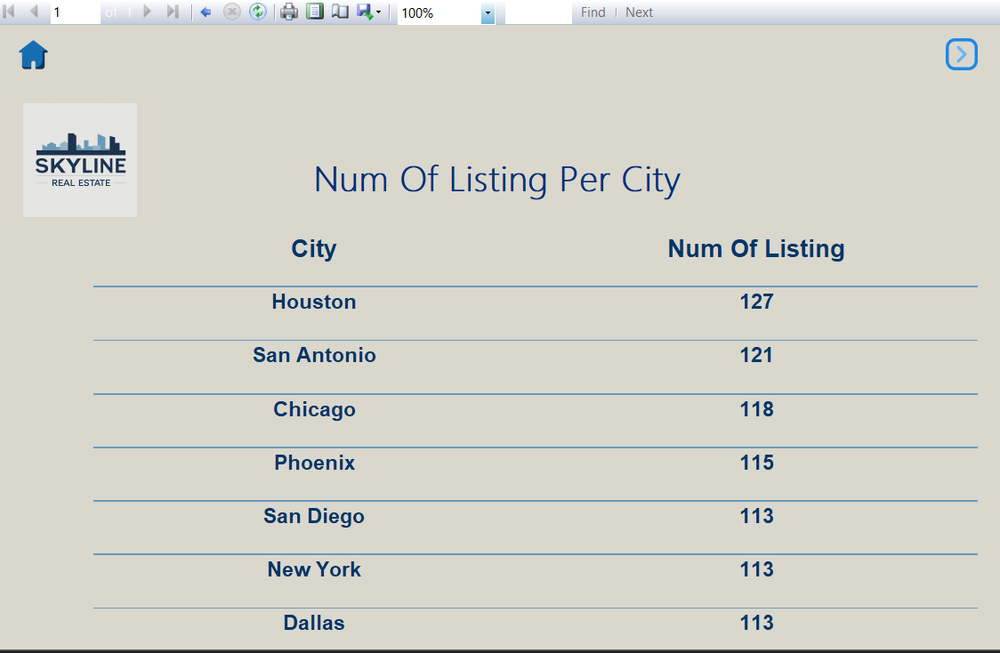 1 of 1 100% Find Next
SKYLINE
REAL ESTATE
Num Of Listing Per City
City Num Of Listing
Houston 127
San Antonio 121
Chicago 118
Phoenix 115
San Diego 113
New York 113
Dallas 113